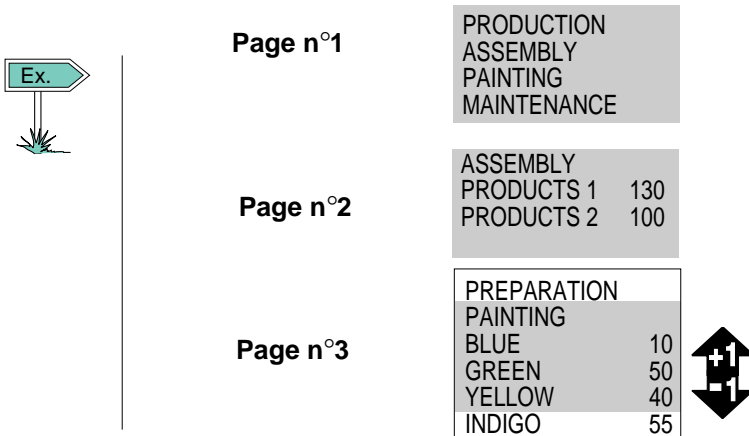 Ex.
Page n°1
PRODUCTION
ASSEMBLY
PAINTING
MAINTENANCE
Page n°2
ASSEMBLY
PRODUCTS 1 130
PRODUCTS 2 100
Page n°3
PREPARATION
PAINTING
BLUE 10
GREEN 50
YELLOW 40
INDIGO 55
+1
-1